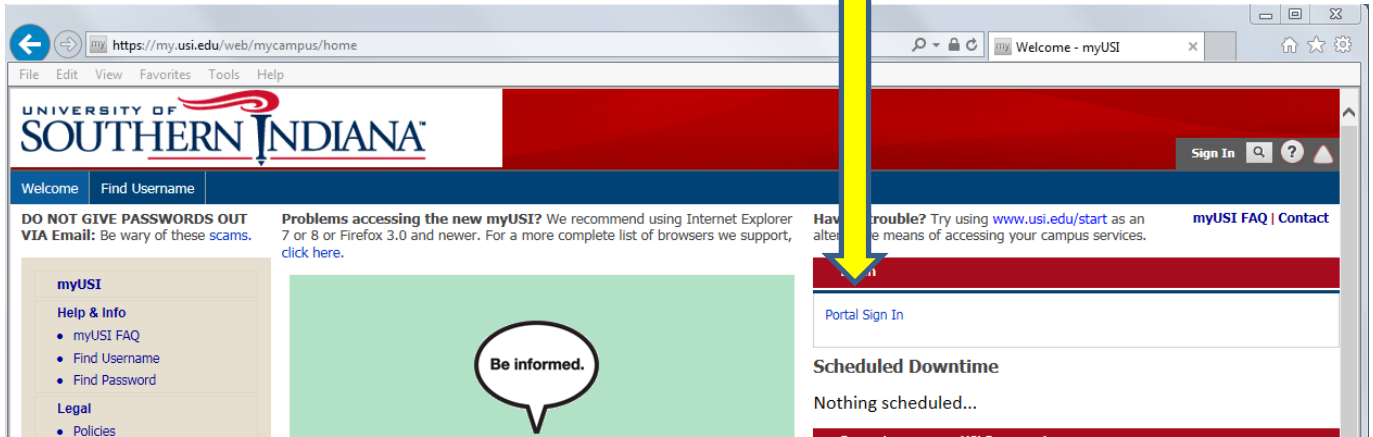 https://my.usi.edu/web/mycampus/home
Welcome - myUSI
File Edit View Favorites Tools Help
UNIVERSITY OF
SOUTHERN INDIANA™
Sign In
Welcome Find Username
DO NOT GIVE PASSWORDS OUT
VIA Email: Be wary of these scams.
Problems accessing the new myUSI? We recommend using Internet Explorer
7 or 8 or Firefox 3.0 and newer. For a more complete list of browsers we support,
click here.
trouble? Try using www.usi.edu/start as an
means of accessing your campus services.
myUSI FAQ | Contact
myUSI
Help & Info
• myUSI FAQ
• Find Username
• Find Password
Legal
• Policies
Be informed.
Portal Sign In
Scheduled Downtime
Nothing scheduled...